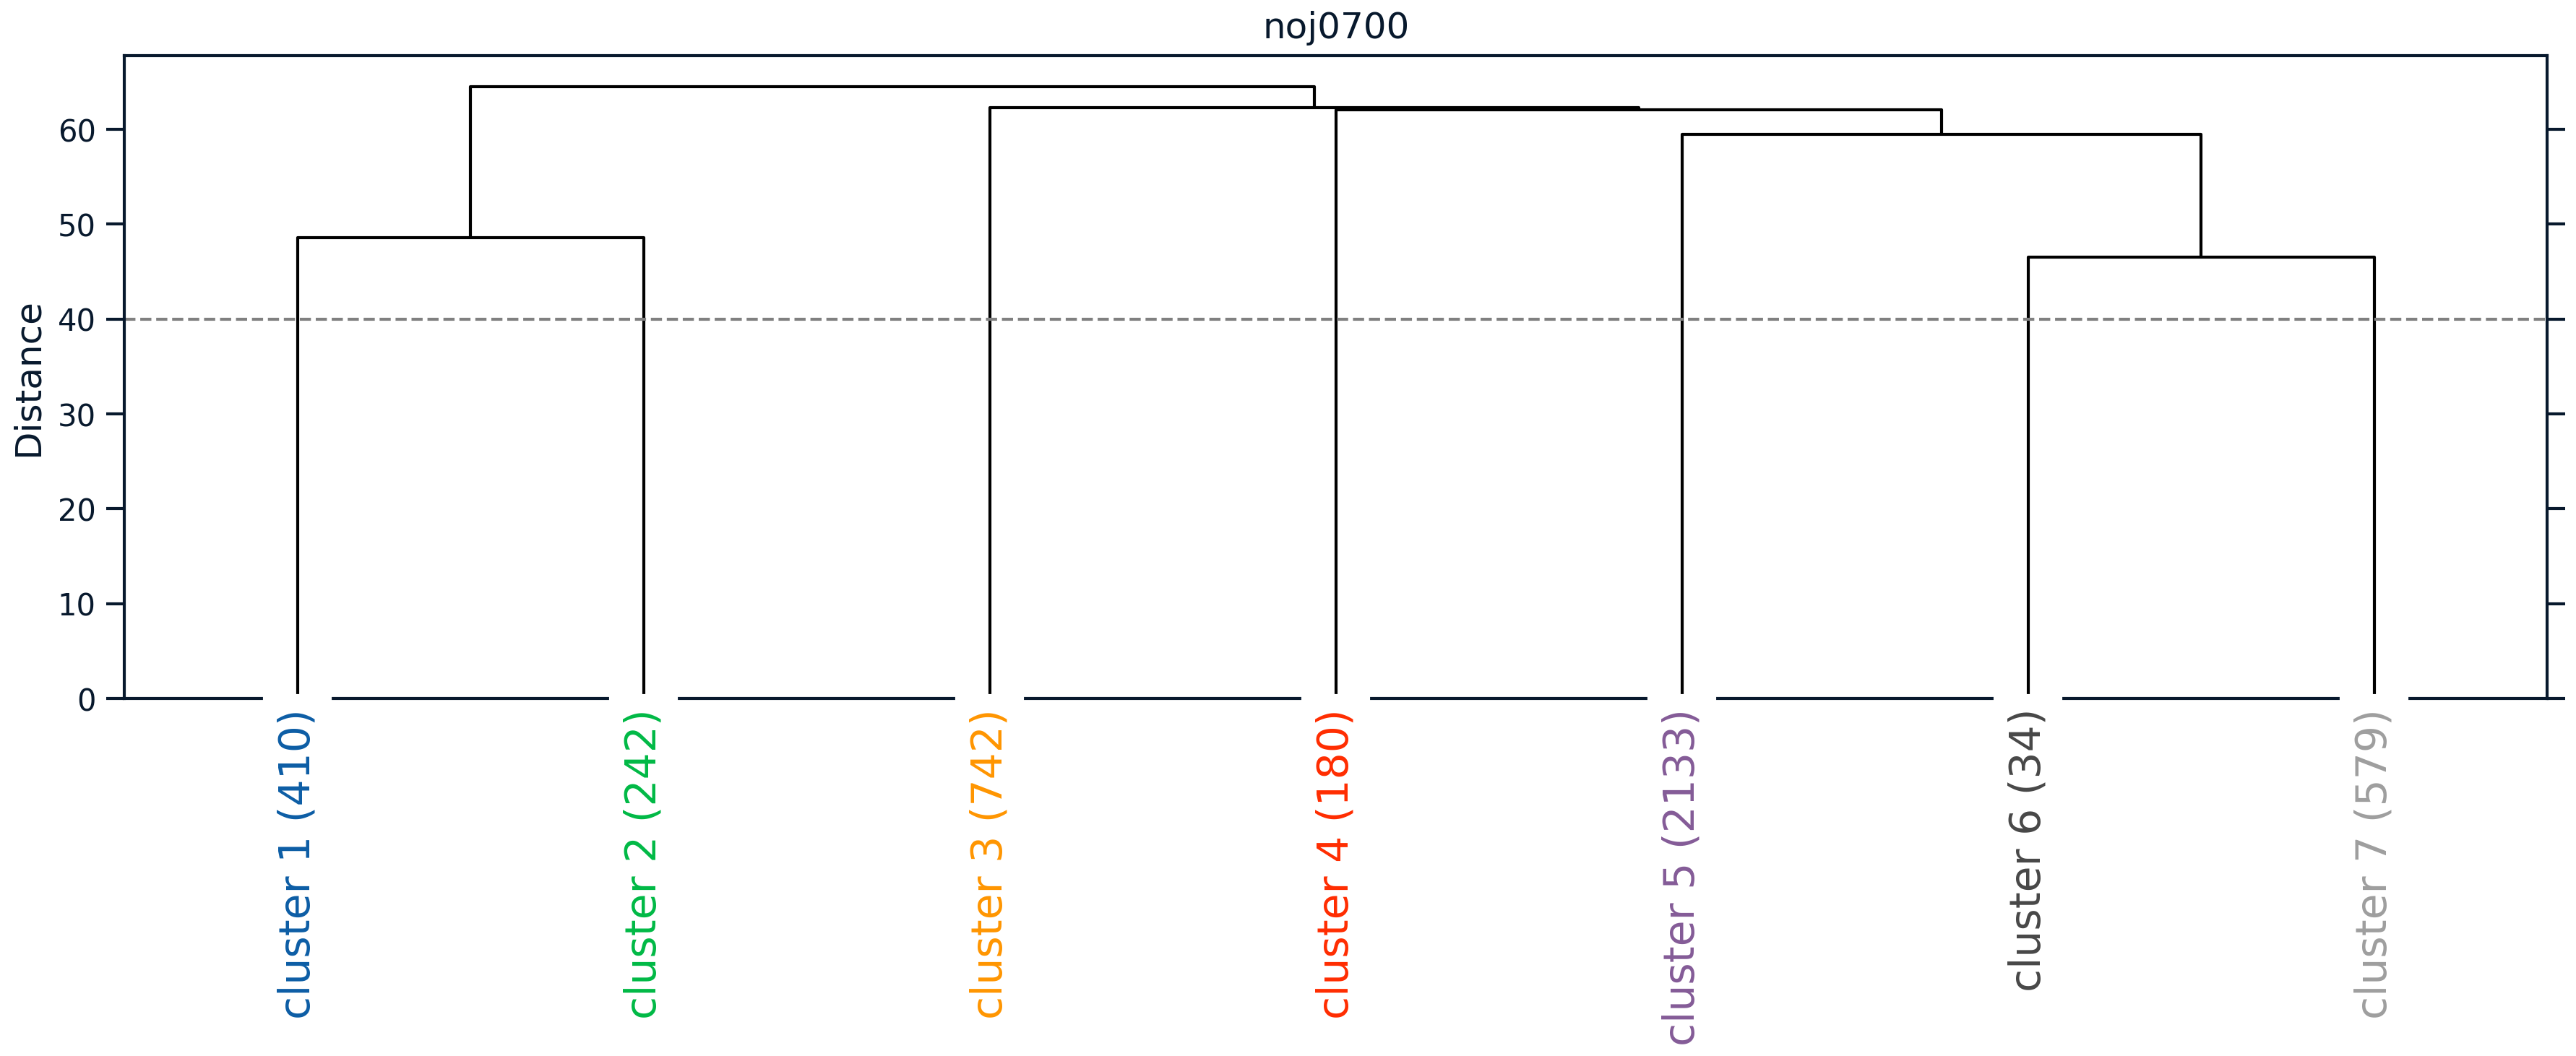 noj0700
Distance
60
50
40
30
20
10
0
cluster 1 (410)
cluster 2 (242)
cluster 3 (742)
cluster 4 (180)
cluster 5 (2133)
cluster 6 (34)
cluster 7 (579)